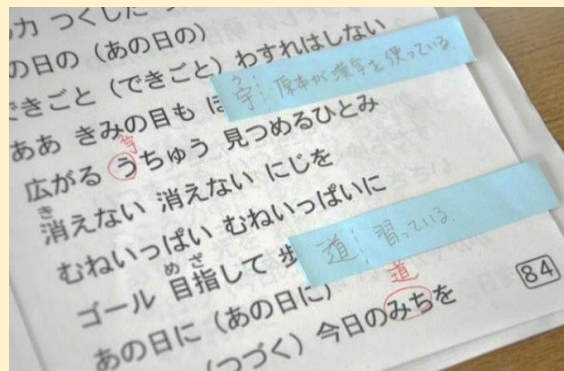 力 つくした
の日の（あの日の）
できごと（できごと）わすれはしない
ああ きみの目も ほ
う
宇 原本が漢字を使っている。
宇
広がる うちゅう 見つめるひとみ
き
消えない 消えない にじを
むねいっぱい むねいっぱいに
道 習っている。
めざ
ゴール 目指して 歩
道
あの日に（あの日に）
（つづく）今日のみちを
84